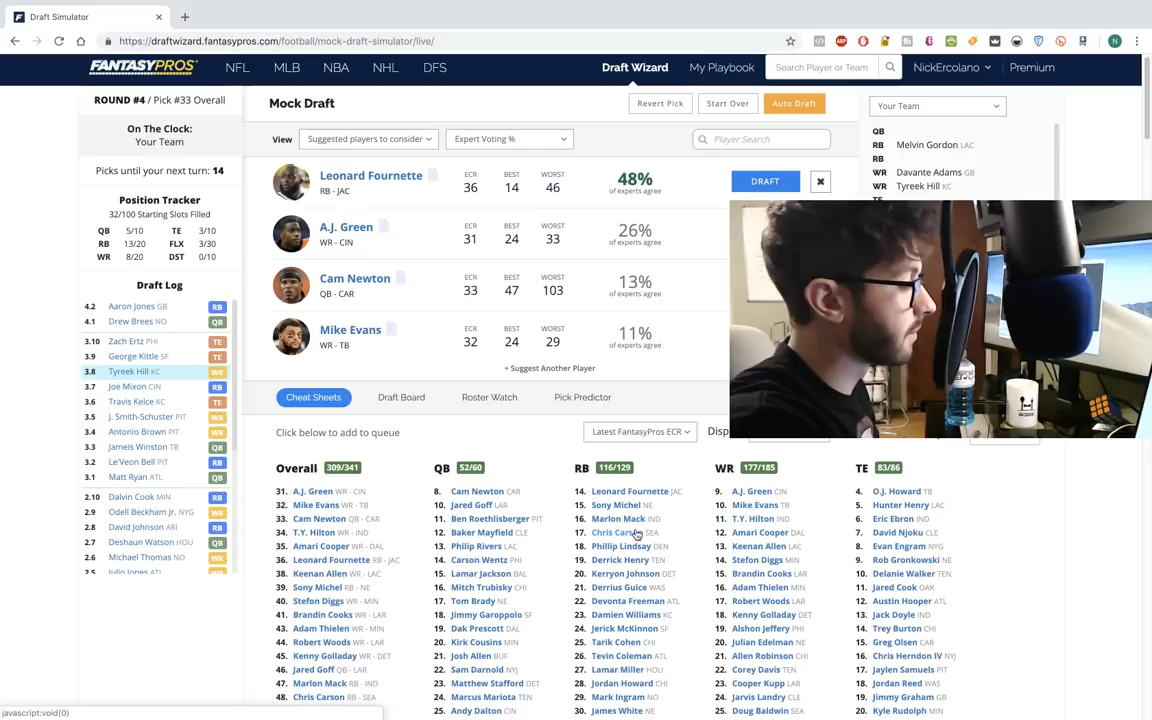 Draft Simulator
https://draftwizard.fantasypros.com/football/mock-draft-simulator/live/
FANTASYPROS NFL MLB NBA NHL DFS Draft Wizard My Playbook Search Player or Team NickErcolano Premium
ROUND #4 / Pick #33 Overall
On The Clock:
Your Team
Picks until your next turn: 14
Position Tracker
32/100 Starting Slots Filled
QB 5/10 TE 3/10
RB 13/20 FLX 3/30
WR 8/20 DST 0/10
Draft Log
4.2 Aaron Jones GB RB
4.1 Drew Brees NO QB
3.10 Zach Ertz PHI TE
3.9 George Kittle SF TE
3.8 Tyreek Hill KC WR
3.7 Joe Mixon CIN RB
3.6 Travis Kelce KC TE
3.5 J. Smith-Schuster PIT WR
3.4 Antonio Brown PIT WR
3.3 Jameis Winston TB QB
3.2 Le'Veon Bell PIT RB
3.1 Matt Ryan ATL QB
2.10 Dalvin Cook MIN RB
2.9 Odell Beckham Jr. NYG WR
2.8 David Johnson ARI RB
2.7 Deshaun Watson HOU QB
2.6 Michael Thomas NO WR
2.5 Julio Jones ATL WR
Mock Draft Revert Pick Start Over Auto Draft
View Suggested players to consider Expert Voting % Player Search
Leonard Fournette ECR BEST WORST 48% DRAFT
RB - JAC 36 14 46 of experts agree
A.J. Green ECR BEST WORST 26%
WR - CIN 31 24 33 of experts agree
Cam Newton ECR BEST WORST 13%
QB - CAR 33 47 103 of experts agree
Mike Evans ECR BEST WORST 11%
WR - TB 32 24 29 of experts agree
+ Suggest Another Player
Cheat Sheets Draft Board Roster Watch Pick Predictor
Click below to add to queue Latest FantasyPros ECR
Your Team
QB
RB Melvin Gordon LAC
RB
WR Davante Adams GB
WR Tyreek Hill KC
Overall 309/341
31. A.J. Green WR - CIN
32. Mike Evans WR - TB
33. Cam Newton QB - CAR
34. T.Y. Hilton WR - IND
35. Amari Cooper WR - DAL
36. Leonard Fournette RB - JAC
38. Keenan Allen WR - LAC
39. Sony Michel RB - NE
40. Stefon Diggs WR - MIN
41. Brandin Cooks WR - LAR
43. Adam Thielen WR - MIN
44. Robert Woods WR - LAR
45. Kenny Golladay WR - DET
46. Jared Goff QB - LAR
47. Marlon Mack RB - IND
48. Chris Carson RB - SEA
QB 52/60
8. Cam Newton CAR
10. Jared Goff LAR
11. Ben Roethlisberger PIT
12. Baker Mayfield CLE
13. Philip Rivers LAC
14. Carson Wentz PHI
15. Lamar Jackson BAL
16. Mitch Trubisky CHI
17. Tom Brady NE
18. Jimmy Garoppolo SF
19. Dak Prescott DAL
20. Kirk Cousins MIN
21. Josh Allen BUF
22. Sam Darnold NYJ
23. Matthew Stafford DET
24. Marcus Mariota TEN
25. Andy Dalton CIN
RB 116/129
14. Leonard Fournette JAC
15. Sony Michel NE
16. Marlon Mack IND
17. Chris Cars SEA
18. Phillip Lindsay DEN
19. Derrick Henry TEN
20. Kerryon Johnson DET
21. Derrius Guice WAS
22. Devonta Freeman ATL
23. Damien Williams KC
24. Jerick McKinnon SF
25. Tarik Cohen CHI
26. Tevin Coleman ATL
27. Lamar Miller HOU
28. Jordan Howard CHI
29. Mark Ingram NO
30. James White NE
WR 177/185
9. A.J. Green CIN
10. Mike Evans TB
11. T.Y. Hilton IND
12. Amari Cooper DAL
13. Keenan Allen LAC
14. Stefon Diggs MIN
15. Brandin Cooks LAR
16. Adam Thielen MIN
17. Robert Woods LAR
18. Kenny Golladay DET
19. Alshon Jeffery PHI
20. Julian Edelman NE
21. Allen Robinson CHI
22. Corey Davis TEN
23. Cooper Kupp LAR
24. Jarvis Landry CLE
25. Doug Baldwin SEA
TE 83/86
4. O.J. Howard TB
5. Hunter Henry LAC
6. Eric Ebron IND
7. David Njoku CLE
8. Evan Engram NYG
9. Rob Gronkowski NE
10. Delanie Walker TEN
11. Jared Cook OAK
12. Austin Hooper ATL
13. Jack Doyle IND
14. Trey Burton CHI
15. Greg Olsen CAR
16. Chris Herndon IV NYJ
17. Jaylen Samuels PIT
18. Jordan Reed WAS
19. Jimmy Graham GB
20. Kyle Rudolph MIN
javascript:void(0)